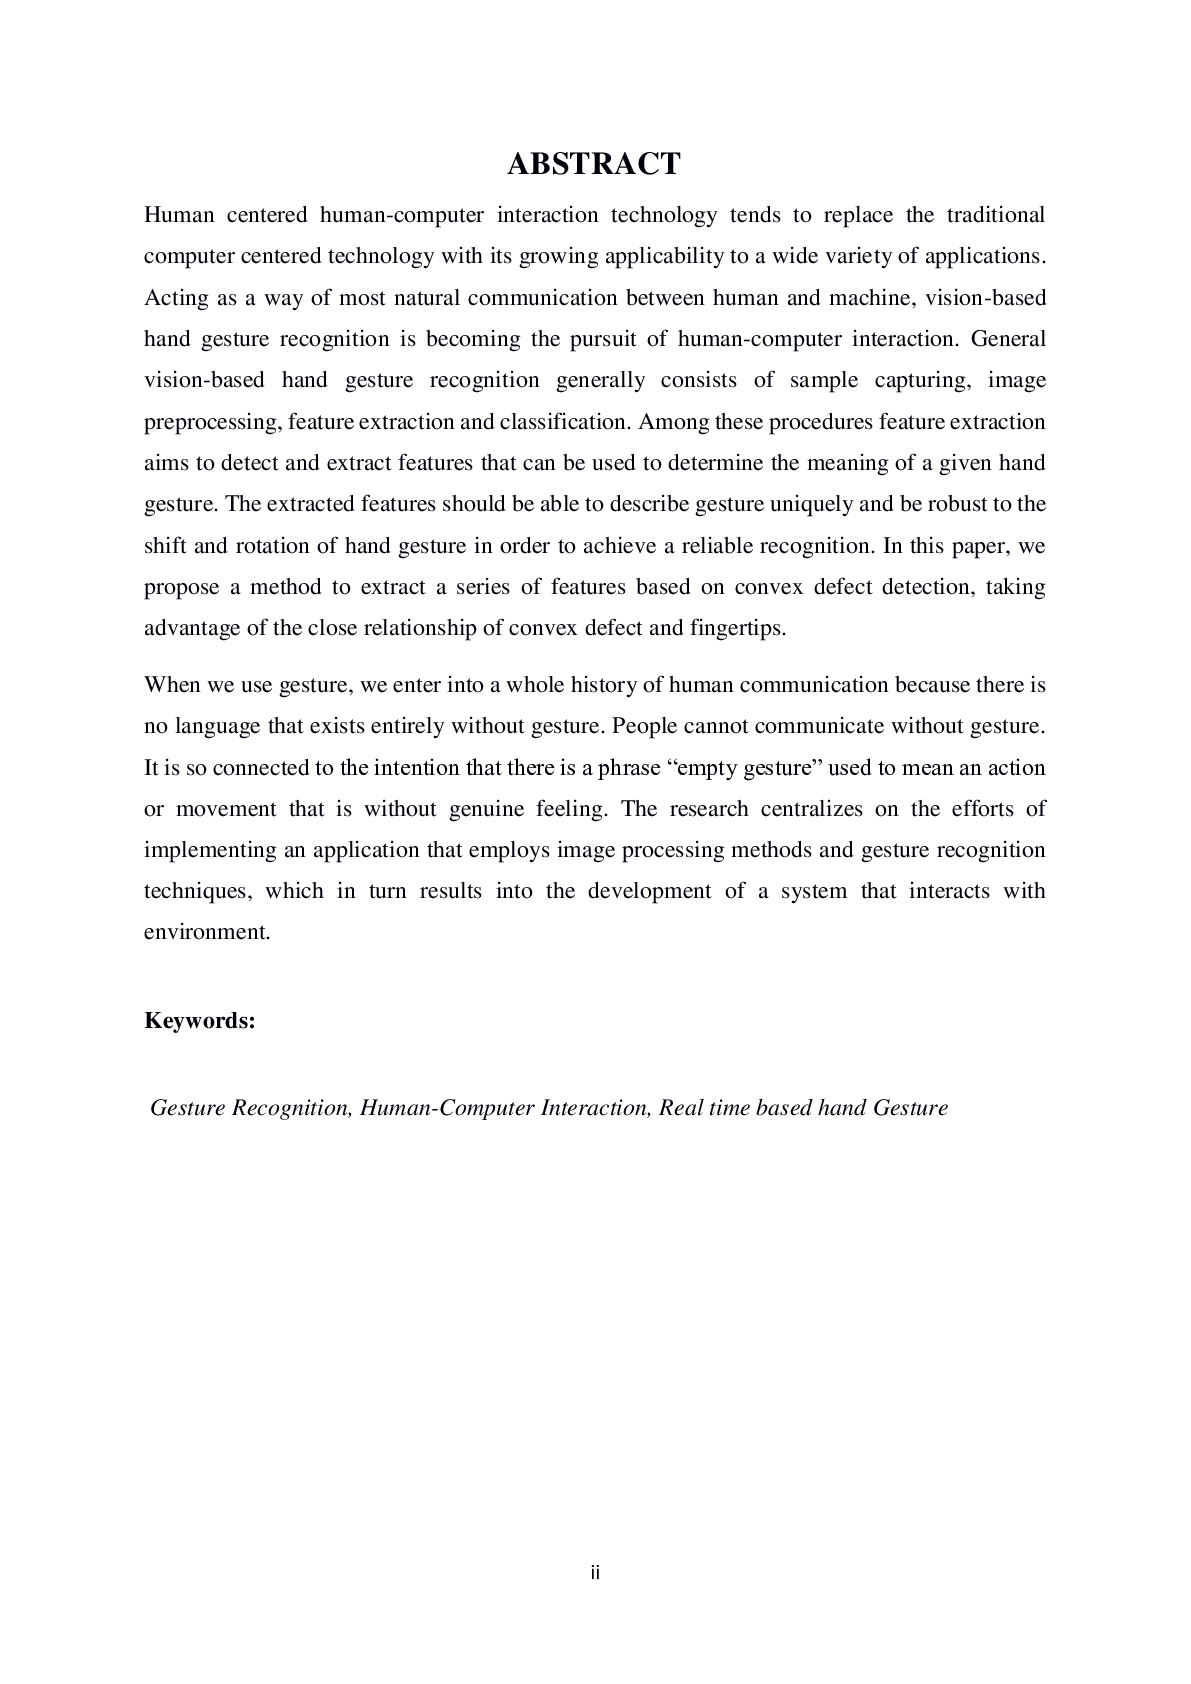 ABSTRACT
Human centered human-computer interaction technology tends to replace the traditional
computer centered technology with its growing applicability to a wide variety of applications.
Acting as a way of most natural communication between human and machine, vision-based
hand gesture recognition is becoming the pursuit of human-computer interaction. General
vision-based hand gesture recognition generally consists of sample capturing, image
preprocessing, feature extraction and classification. Among these procedures feature extraction
aims to detect and extract features that can be used to determine the meaning of a given hand
gesture. The extracted features should be able to describe gesture uniquely and be robust to the
shift and rotation of hand gesture in order to achieve a reliable recognition. In this paper, we
propose a method to extract a series of features based on convex defect detection, taking
advantage of the close relationship of convex defect and fingertips.
When we use gesture, we enter into a whole history of human communication because there is
no language that exists entirely without gesture. People cannot communicate without gesture.
It is so connected to the intention that there is a phrase “empty gesture” used to mean an action
or movement that is without genuine feeling. The research centralizes on the efforts of
implementing an application that employs image processing methods and gesture recognition
techniques, which in turn results into the development of a system that interacts with
environment.
Keywords:
Gesture Recognition, Human-Computer Interaction, Real time based hand Gesture
ii